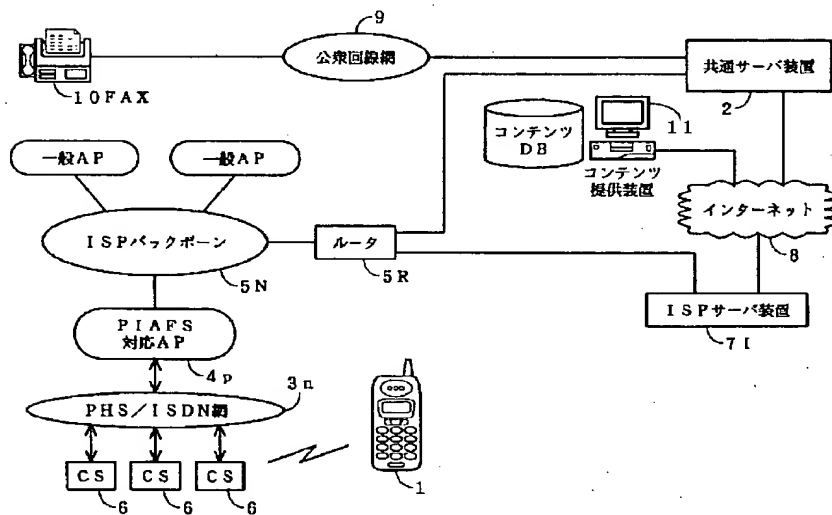 9
公衆回線網
共通サーバ装置
2
10FAX
11
コンテンツ
DB
コンテンツ
提供装置
一般AP
一般AP
インターネット
8
ISPバックボーン
5N
ルータ
5R
ISPサーバ装置
7I
PIAFS
対応AP
4p
3n
PHS/ISDN網
CS
CS
CS
6
6
6
1